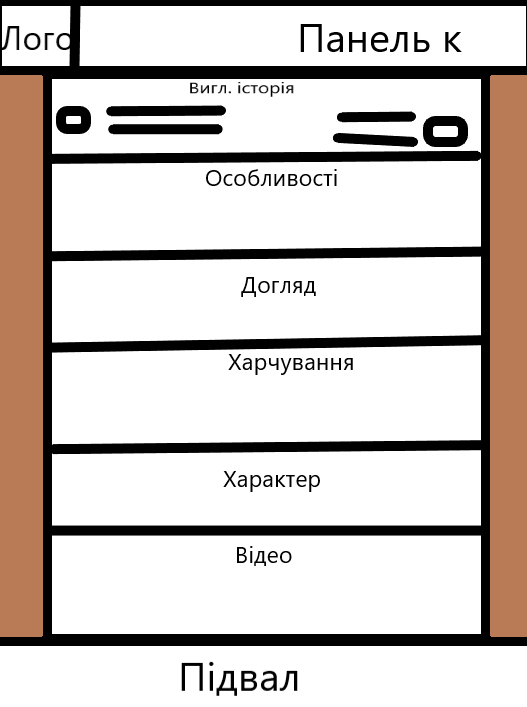 Лого
Панель к
Вигл. історія
Особливості
Догляд
Харчування
Характер
Відео
Підвал